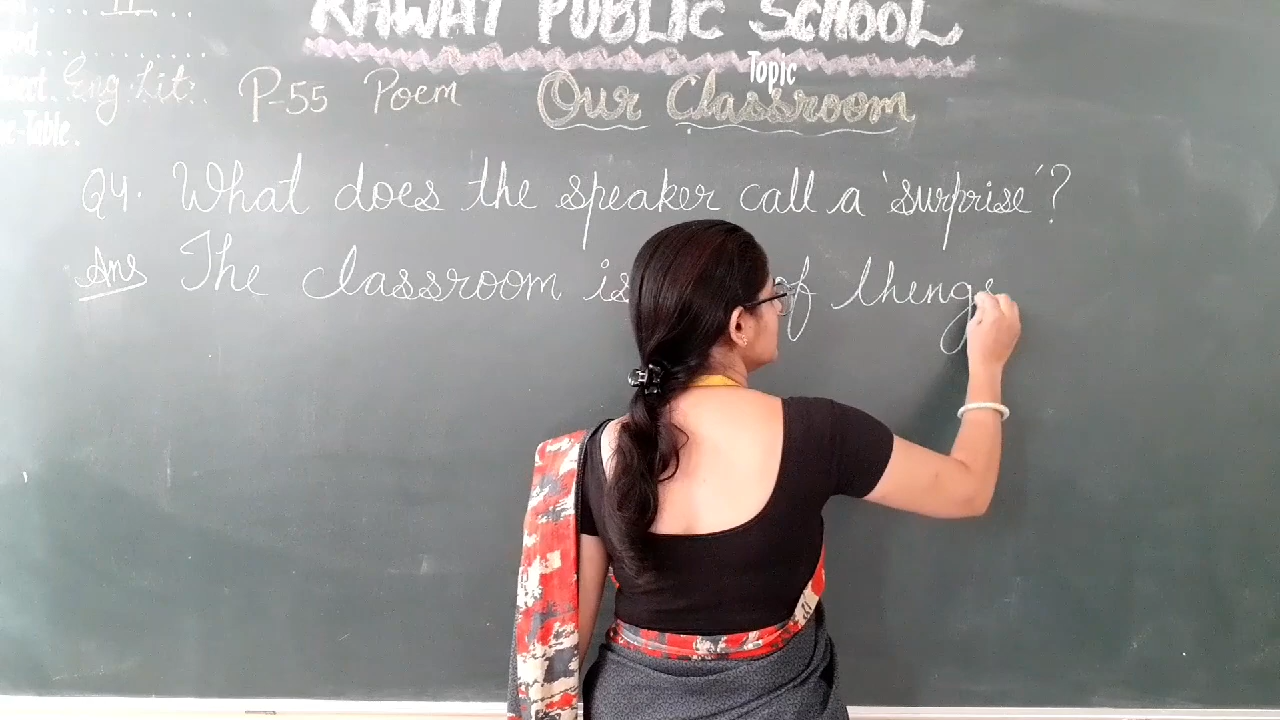 PUBLIC SCHOOL
II
Topic
Eng. Lit. P-55 Poem Our Classroom
Q4. What does the speaker call a 'surprise'?
Ans The classroom is of things